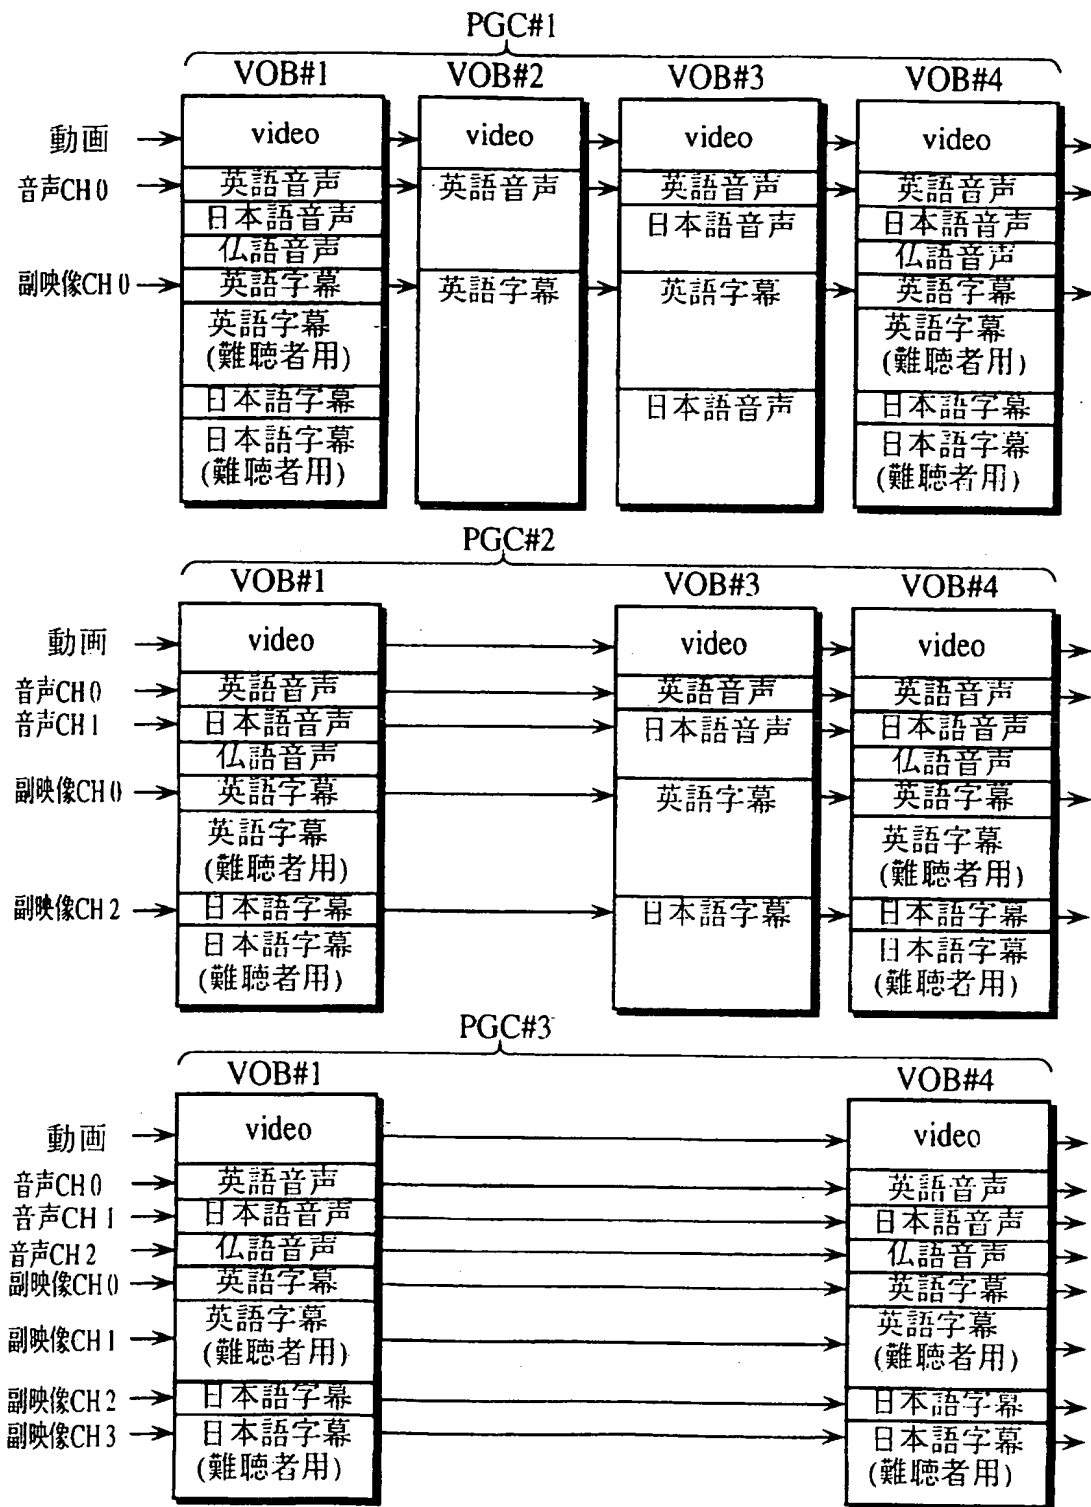 PGC#1
VOB#1 VOB#2 VOB#3 VOB#4
動画 video video video video
音声CH0 英語音声 英語音声 英語音声 英語音声
日本語音声 日本語音声 日本語音声
仏語音声 仏語音声
副映像CH0 英語字幕 英語字幕 英語字幕 英語字幕
英語字幕 英語字幕
(難聴者用) (難聴者用)
日本語字幕 日本語音声 日本語字幕
日本語字幕 日本語字幕
(難聴者用) (難聴者用)
PGC#2
VOB#1 VOB#3 VOB#4
動画 video video video
音声CH0 英語音声 英語音声 英語音声
音声CH1 日本語音声 日本語音声 日本語音声
仏語音声 仏語音声
副映像CH0 英語字幕 英語字幕 英語字幕
英語字幕 英語字幕
(難聴者用) (難聴者用)
副映像CH2 日本語字幕 日本語字幕 日本語字幕
日本語字幕 日本語字幕
(難聴者用) (難聴者用)
PGC#3
VOB#1 VOB#4
動画 video video
音声CH0 英語音声 英語音声
音声CH1 日本語音声 日本語音声
音声CH2 仏語音声 仏語音声
副映像CH0 英語字幕 英語字幕
英語字幕 英語字幕
副映像CH1 (難聴者用) (難聴者用)
副映像CH2 日本語字幕 日本語字幕
副映像CH3 日本語字幕 日本語字幕
(難聴者用) (難聴者用)